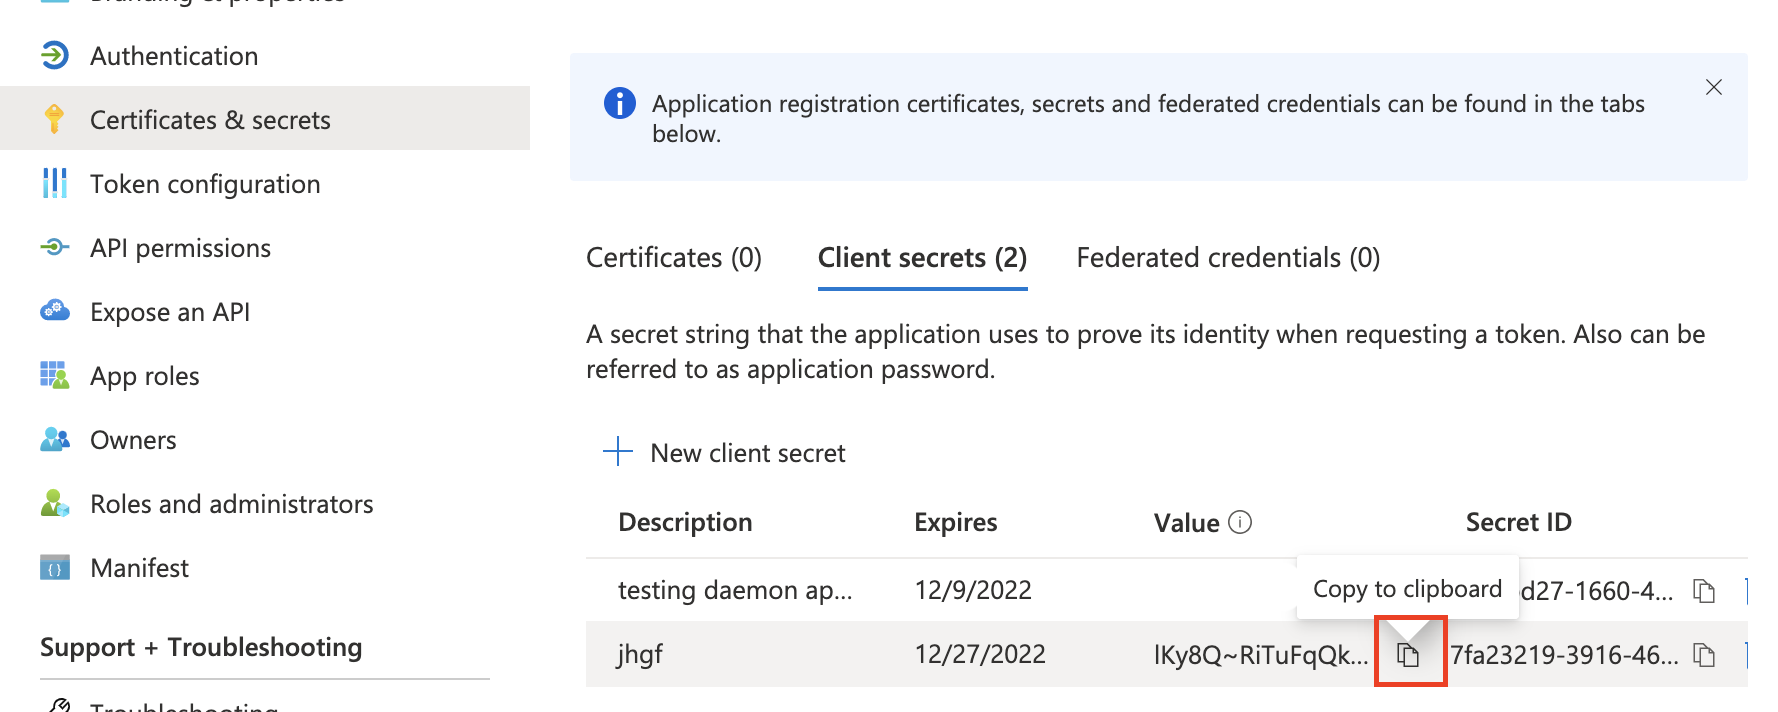 Branding & properties
Authentication
Certificates & secrets
Token configuration
API permissions
Expose an API
App roles
Owners
Roles and administrators
Manifest
Support + Troubleshooting
Troubleshooting
Application registration certificates, secrets and federated credentials can be found in the tabs
below.
Certificates (0) Client secrets (2) Federated credentials (0)
A secret string that the application uses to prove its identity when requesting a token. Also can be
referred to as application password.
New client secret
Description Expires Value Secret ID
Copy to clipboard
testing daemon ap... 12/9/2022 d27-1660-4...
jhgf 12/27/2022 lKy8Q~RiTuFqQk... 7fa23219-3916-46...